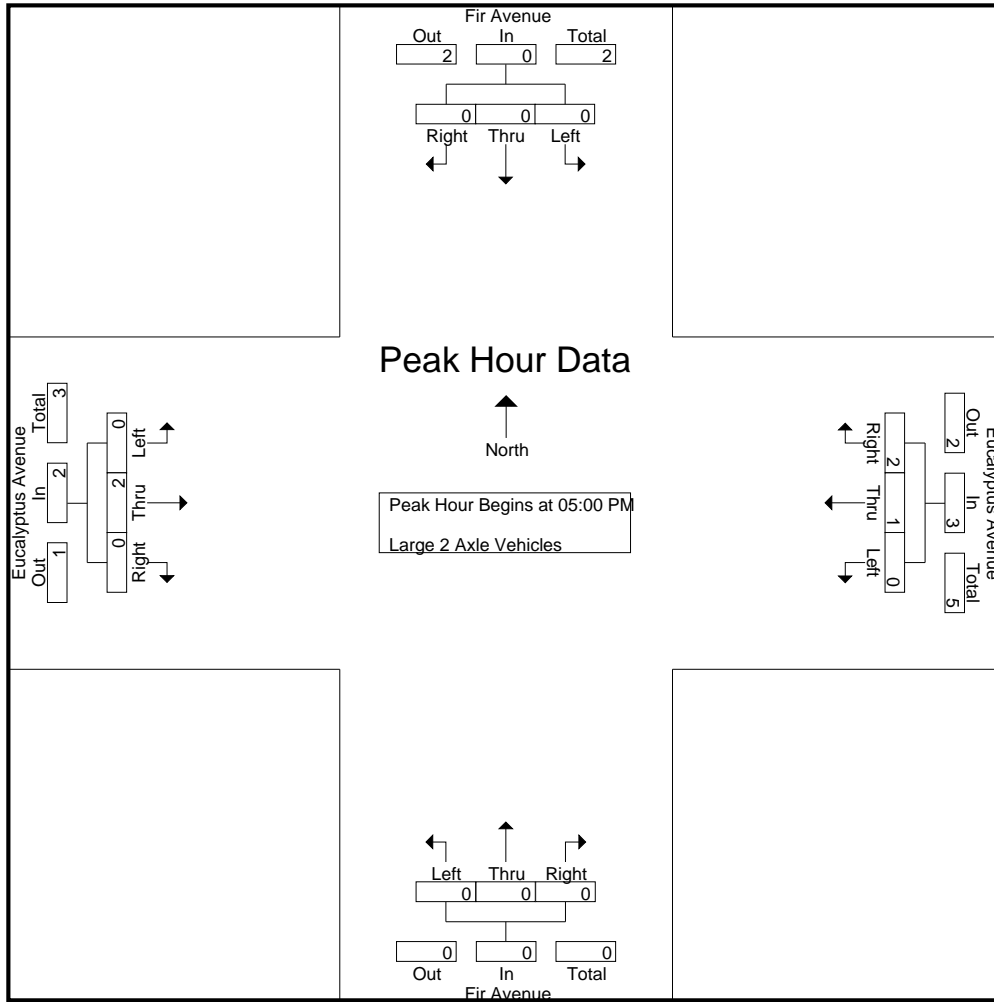 Fir Avenue
Out In Total
2 0 2
0 0 0
Right Thru Left
Peak Hour Data
North
Peak Hour Begins at 05:00 PM
Large 2 Axle Vehicles
Eucalyptus Avenue
Out In Total
1 2 3
Left Thru Right
0 2 0
Right Thru Left
2 1 0
Out In Total
2 3 5
Eucalyptus Avenue
Left Thru Right
0 0 0
0 0 0
Out In Total
Fir Avenue